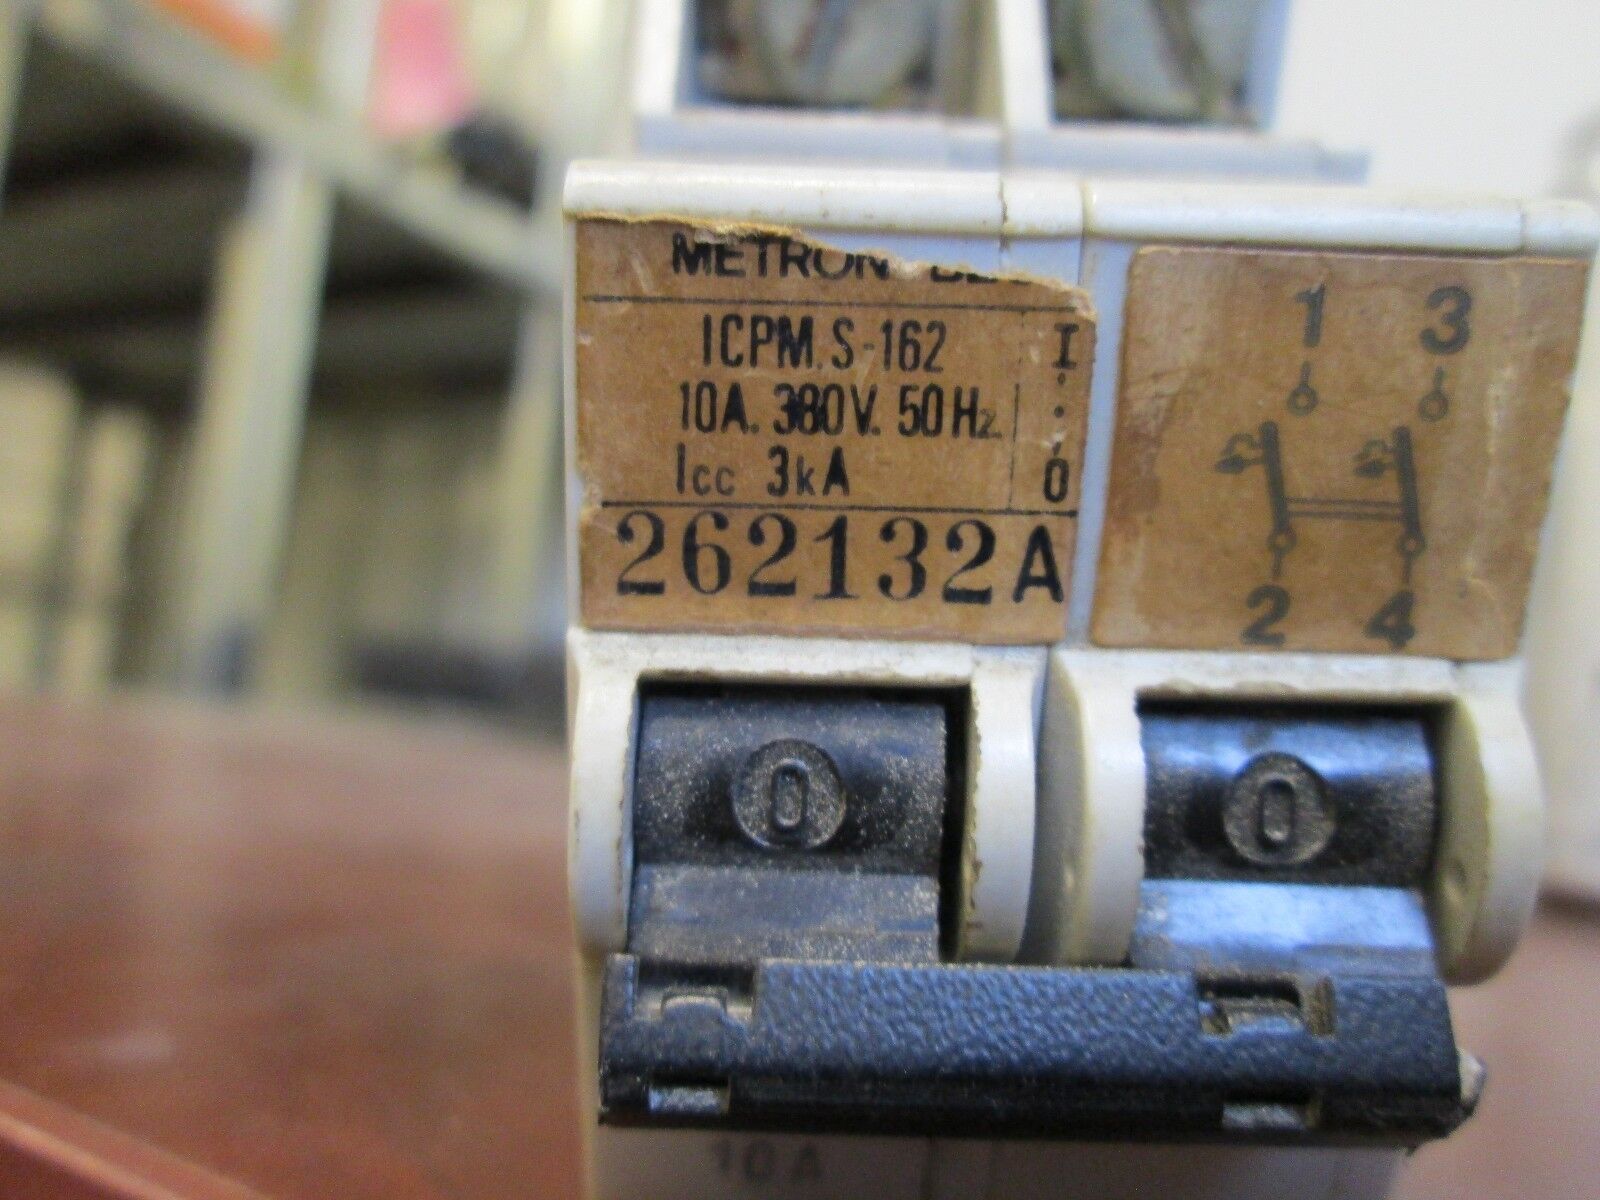 METRON
ICPM.S-162
I
10A. 380V. 50Hz.
Icc 3kA
0
262132A
1 3
2 4
0 0
10A